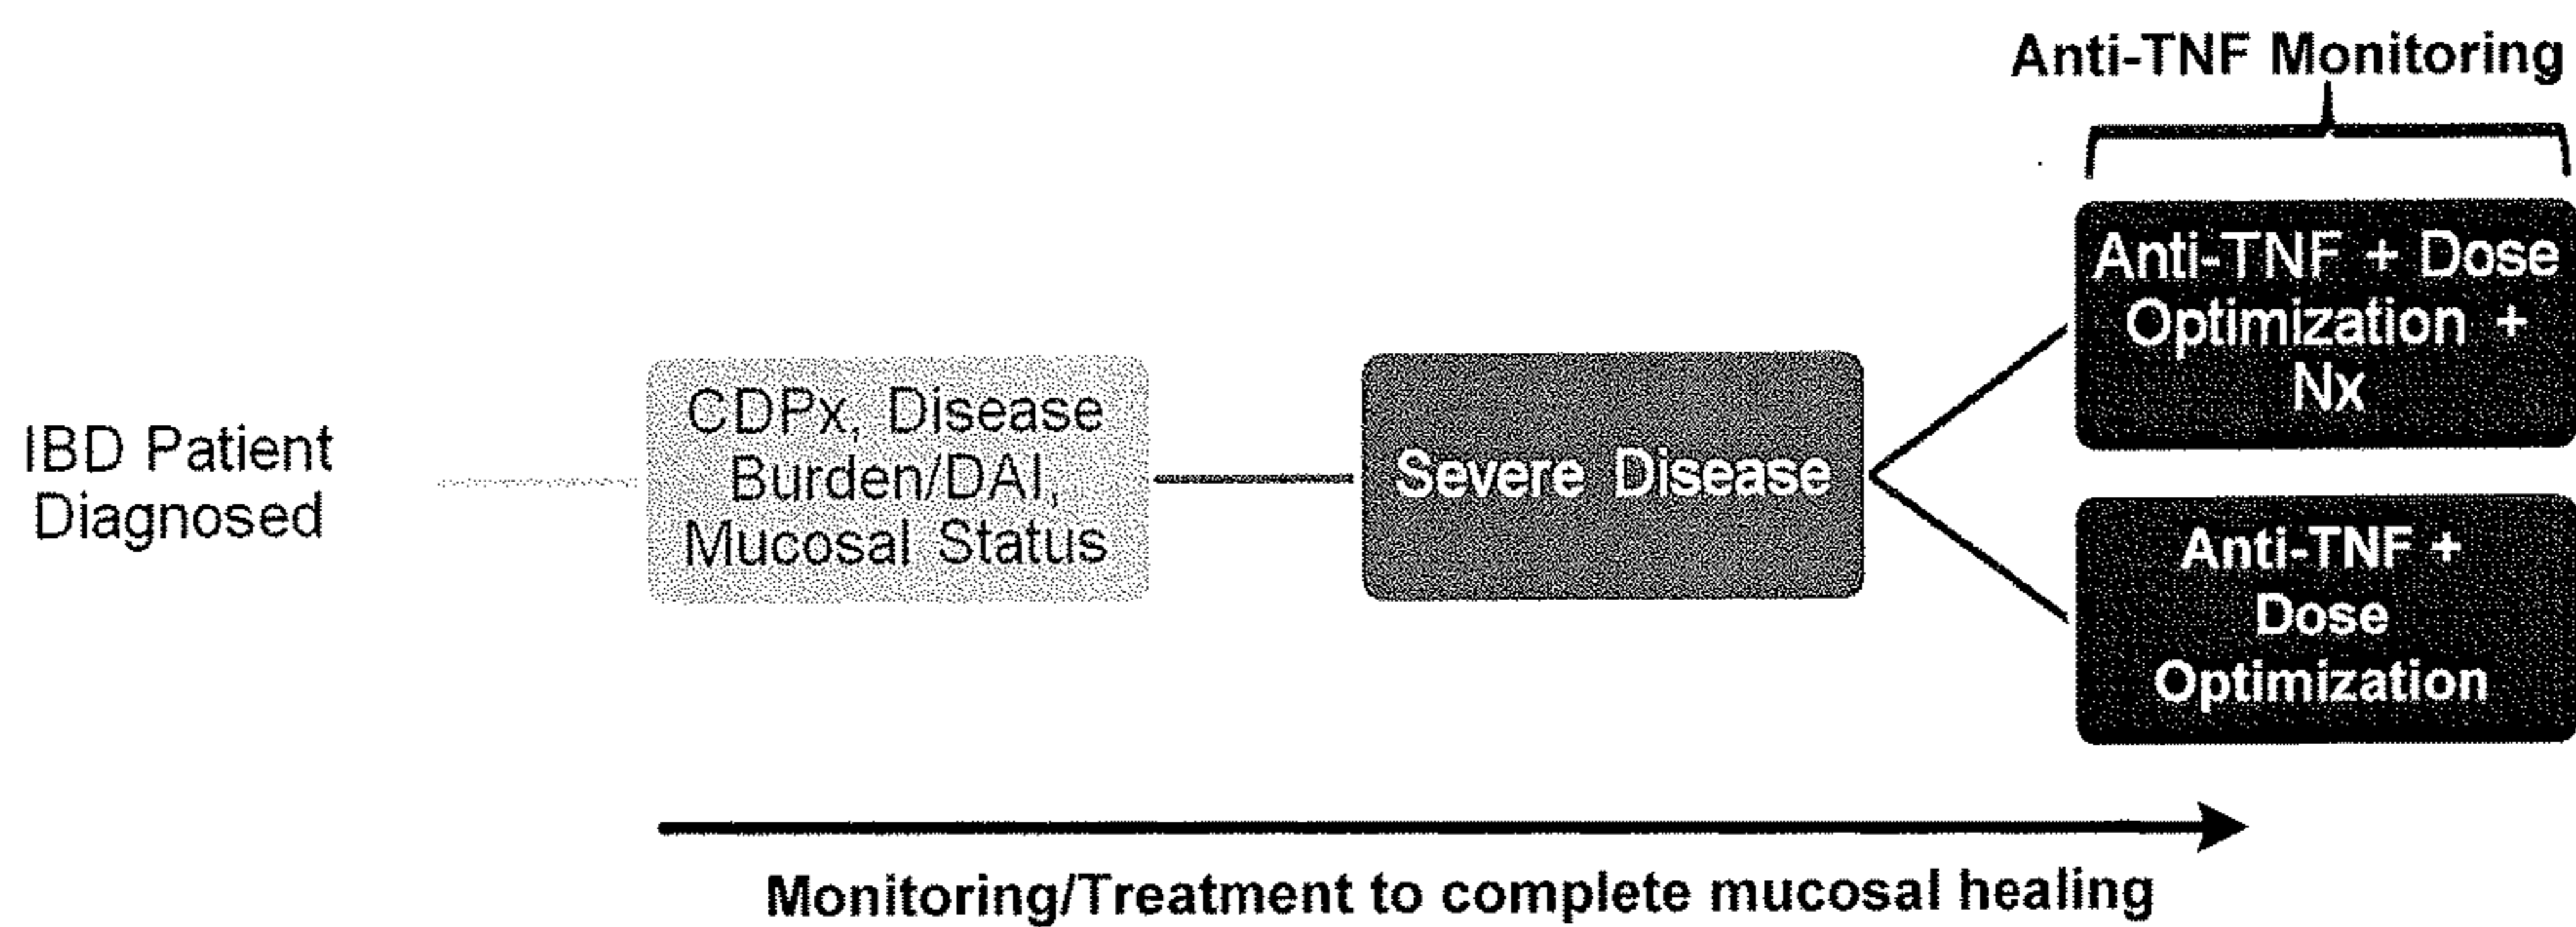 Anti-TNF Monitoring
IBD Patient
Diagnosed
CDPx, Disease
Burden/DAI,
Mucosal Status
Severe Disease
Anti-TNF + Dose
Optimization +
Nx
Anti-TNF +
Dose
Optimization
Monitoring/Treatment to complete mucosal healing